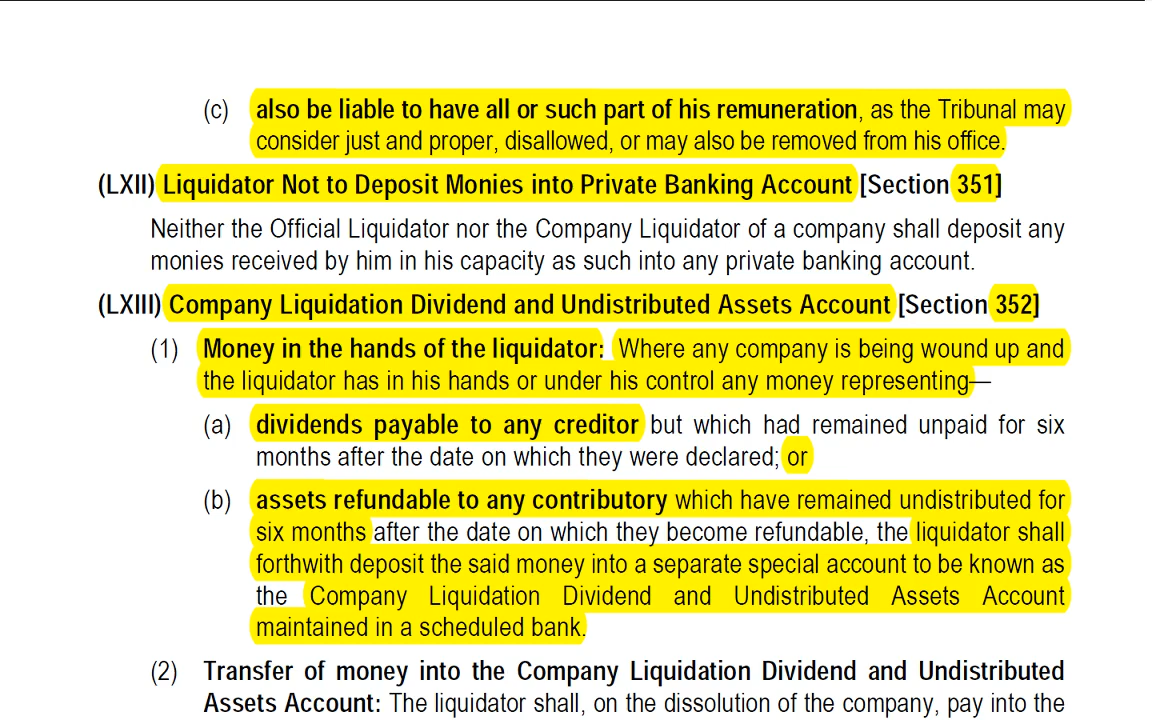 (c) also be liable to have all or such part of his remuneration, as the Tribunal may
consider just and proper, disallowed, or may also be removed from his office.
(LXII) Liquidator Not to Deposit Monies into Private Banking Account [Section 351]
Neither the Official Liquidator nor the Company Liquidator of a company shall deposit any
monies received by him in his capacity as such into any private banking account.
(LXIII) Company Liquidation Dividend and Undistributed Assets Account [Section 352]
(1) Money in the hands of the liquidator: Where any company is being wound up and
the liquidator has in his hands or under his control any money representing—
(a) dividends payable to any creditor but which had remained unpaid for six
months after the date on which they were declared; or
(b) assets refundable to any contributory which have remained undistributed for
six months after the date on which they become refundable, the liquidator shall
forthwith deposit the said money into a separate special account to be known as
the Company Liquidation Dividend and Undistributed Assets Account
maintained in a scheduled bank.
(2) Transfer of money into the Company Liquidation Dividend and Undistributed
Assets Account: The liquidator shall, on the dissolution of the company, pay into the